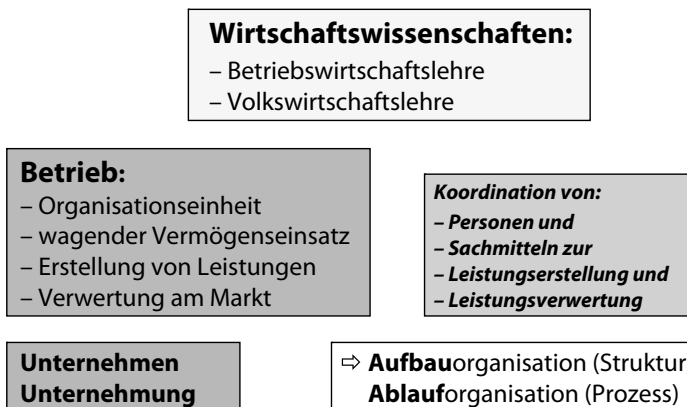 Wirtschaftswissenschaften:
– Betriebswirtschaftslehre
– Volkswirtschaftslehre
Betrieb:
– Organisationseinheit
– wagender Vermögenseinsatz
– Erstellung von Leistungen
– Verwertung am Markt
Koordination von:
– Personen und
– Sachmitteln zur
– Leistungserstellung und
– Leistungsverwertung
Unternehmen
Unternehmung
⇨ Aufbauorganisation (Struktur
Ablauforganisation (Prozess)